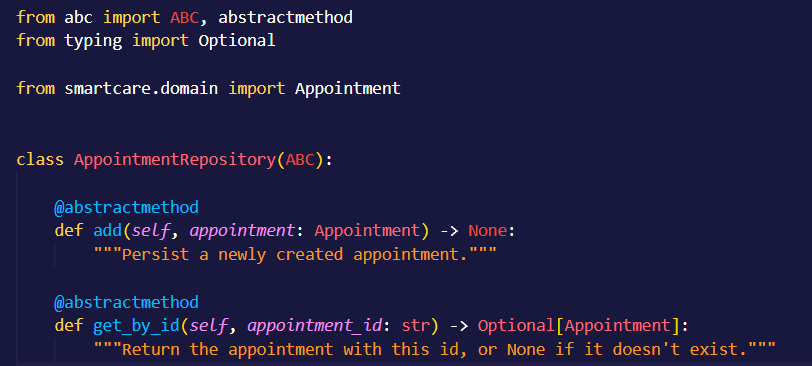 from abc import ABC, abstractmethod
from typing import Optional

from smartcare.domain import Appointment


class AppointmentRepository(ABC):

    @abstractmethod
    def add(self, appointment: Appointment) -> None:
        """Persist a newly created appointment."""

    @abstractmethod
    def get_by_id(self, appointment_id: str) -> Optional[Appointment]:
        """Return the appointment with this id, or None if it doesn't exist."""